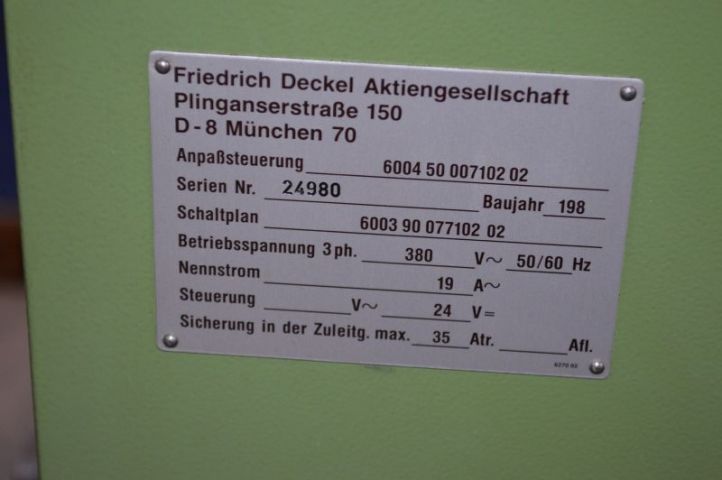 Friedrich Deckel Aktiengesellschaft
Plinganserstraße 150
D-8 München 70
Anpaßsteuerung 6004 50 007102 02
Serien Nr. 24980 Baujahr 198
Schaltplan 6003 90 077102 02
Betriebsspannung 3 ph. 380 V~ 50/60 Hz
Nennstrom 19 A~
Steuerung V~ 24 V=
Sicherung in der Zuleitg. max. 35 Atr. Afl.